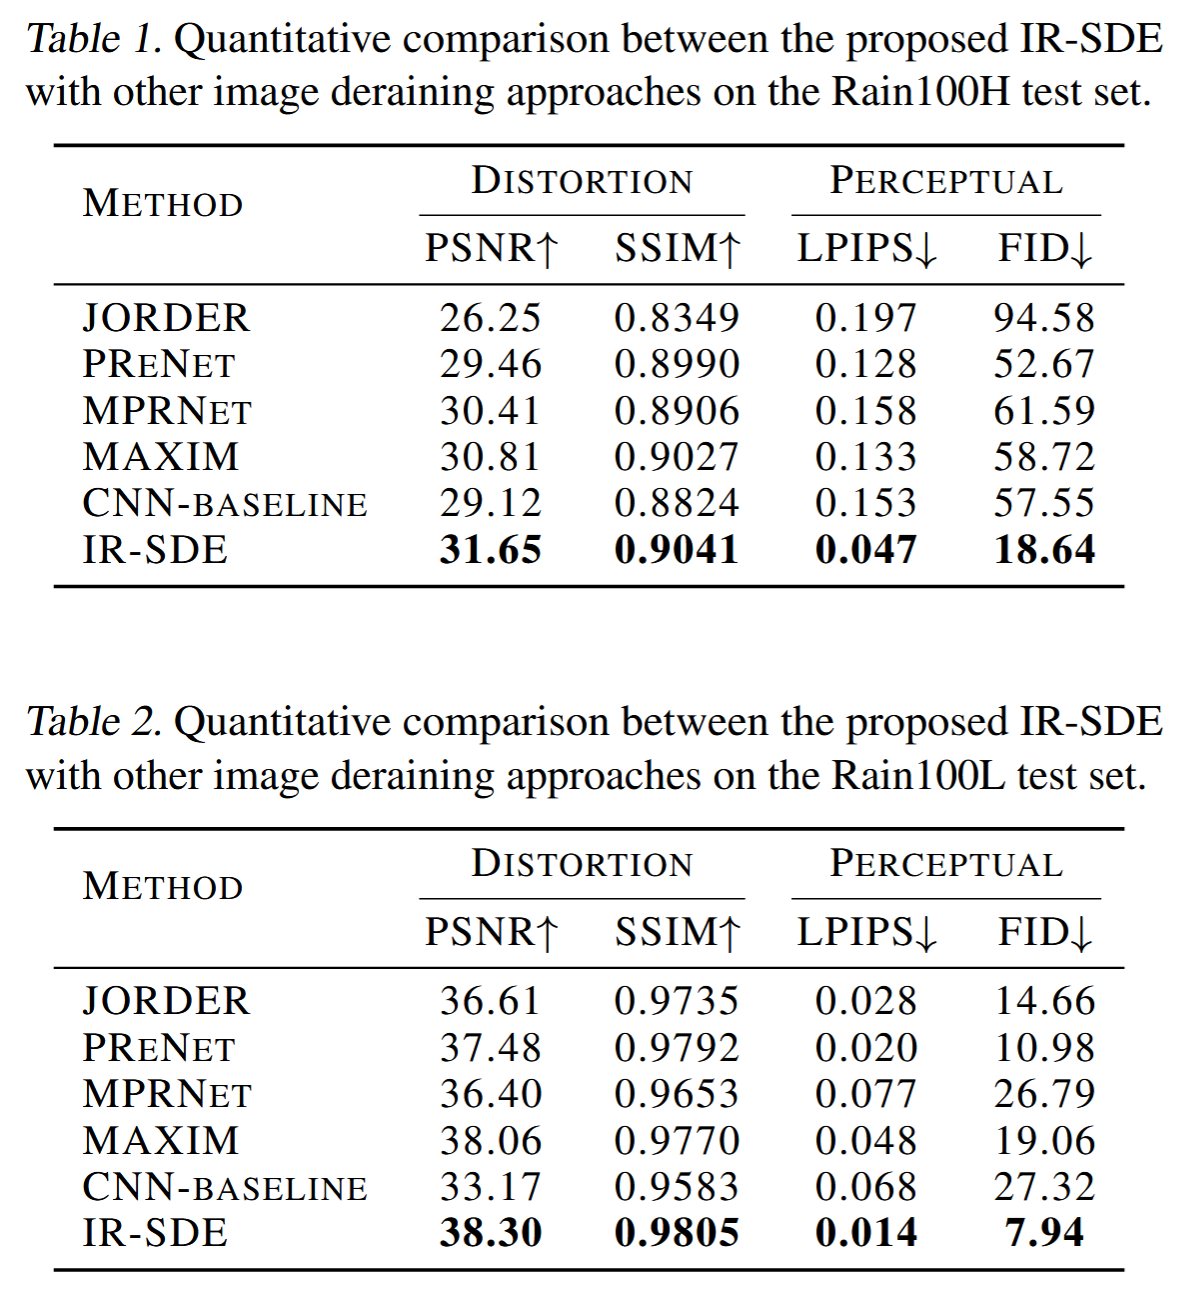 Table 1. Quantitative comparison between the proposed IR-SDE
with other image deraining approaches on the Rain100H test set.
METHOD DISTORTION PERCEPTUAL
PSNR↑ SSIM↑ LPIPS↓ FID↓
JORDER 26.25 0.8349 0.197 94.58
PRENET 29.46 0.8990 0.128 52.67
MPRNET 30.41 0.8906 0.158 61.59
MAXIM 30.81 0.9027 0.133 58.72
CNN-BASELINE 29.12 0.8824 0.153 57.55
IR-SDE 31.65 0.9041 0.047 18.64
Table 2. Quantitative comparison between the proposed IR-SDE
with other image deraining approaches on the Rain100L test set.
METHOD DISTORTION PERCEPTUAL
PSNR↑ SSIM↑ LPIPS↓ FID↓
JORDER 36.61 0.9735 0.028 14.66
PRENET 37.48 0.9792 0.020 10.98
MPRNET 36.40 0.9653 0.077 26.79
MAXIM 38.06 0.9770 0.048 19.06
CNN-BASELINE 33.17 0.9583 0.068 27.32
IR-SDE 38.30 0.9805 0.014 7.94